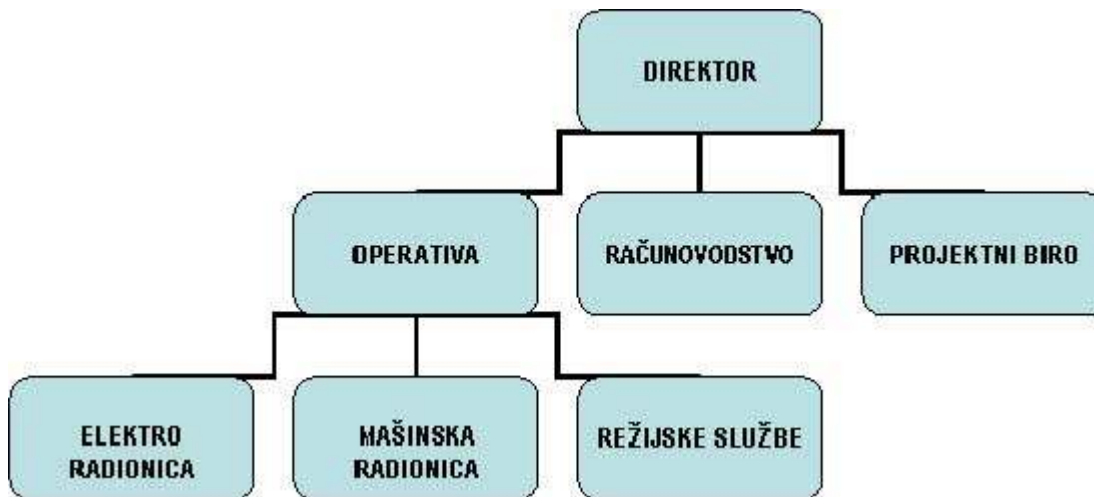 DIREKTOR
OPERATIVA
RAČUNOVODSTVO
PROJEKTNI BIRO
ELEKTRO
RADIONICA
MAŠINSKA
RADIONICA
REŽIJSKE SLUŽBE